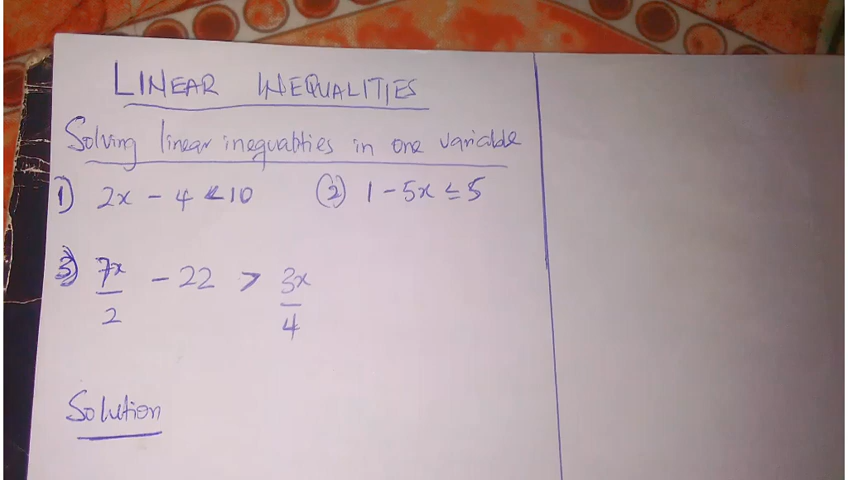 LINEAR INEQUALITIES
Solving linear inequalities in one variable
1) 2x - 4 < 10 (2) 1 - 5x ≤ 5
3) 7x/2 - 22 > 3x/4
Solution